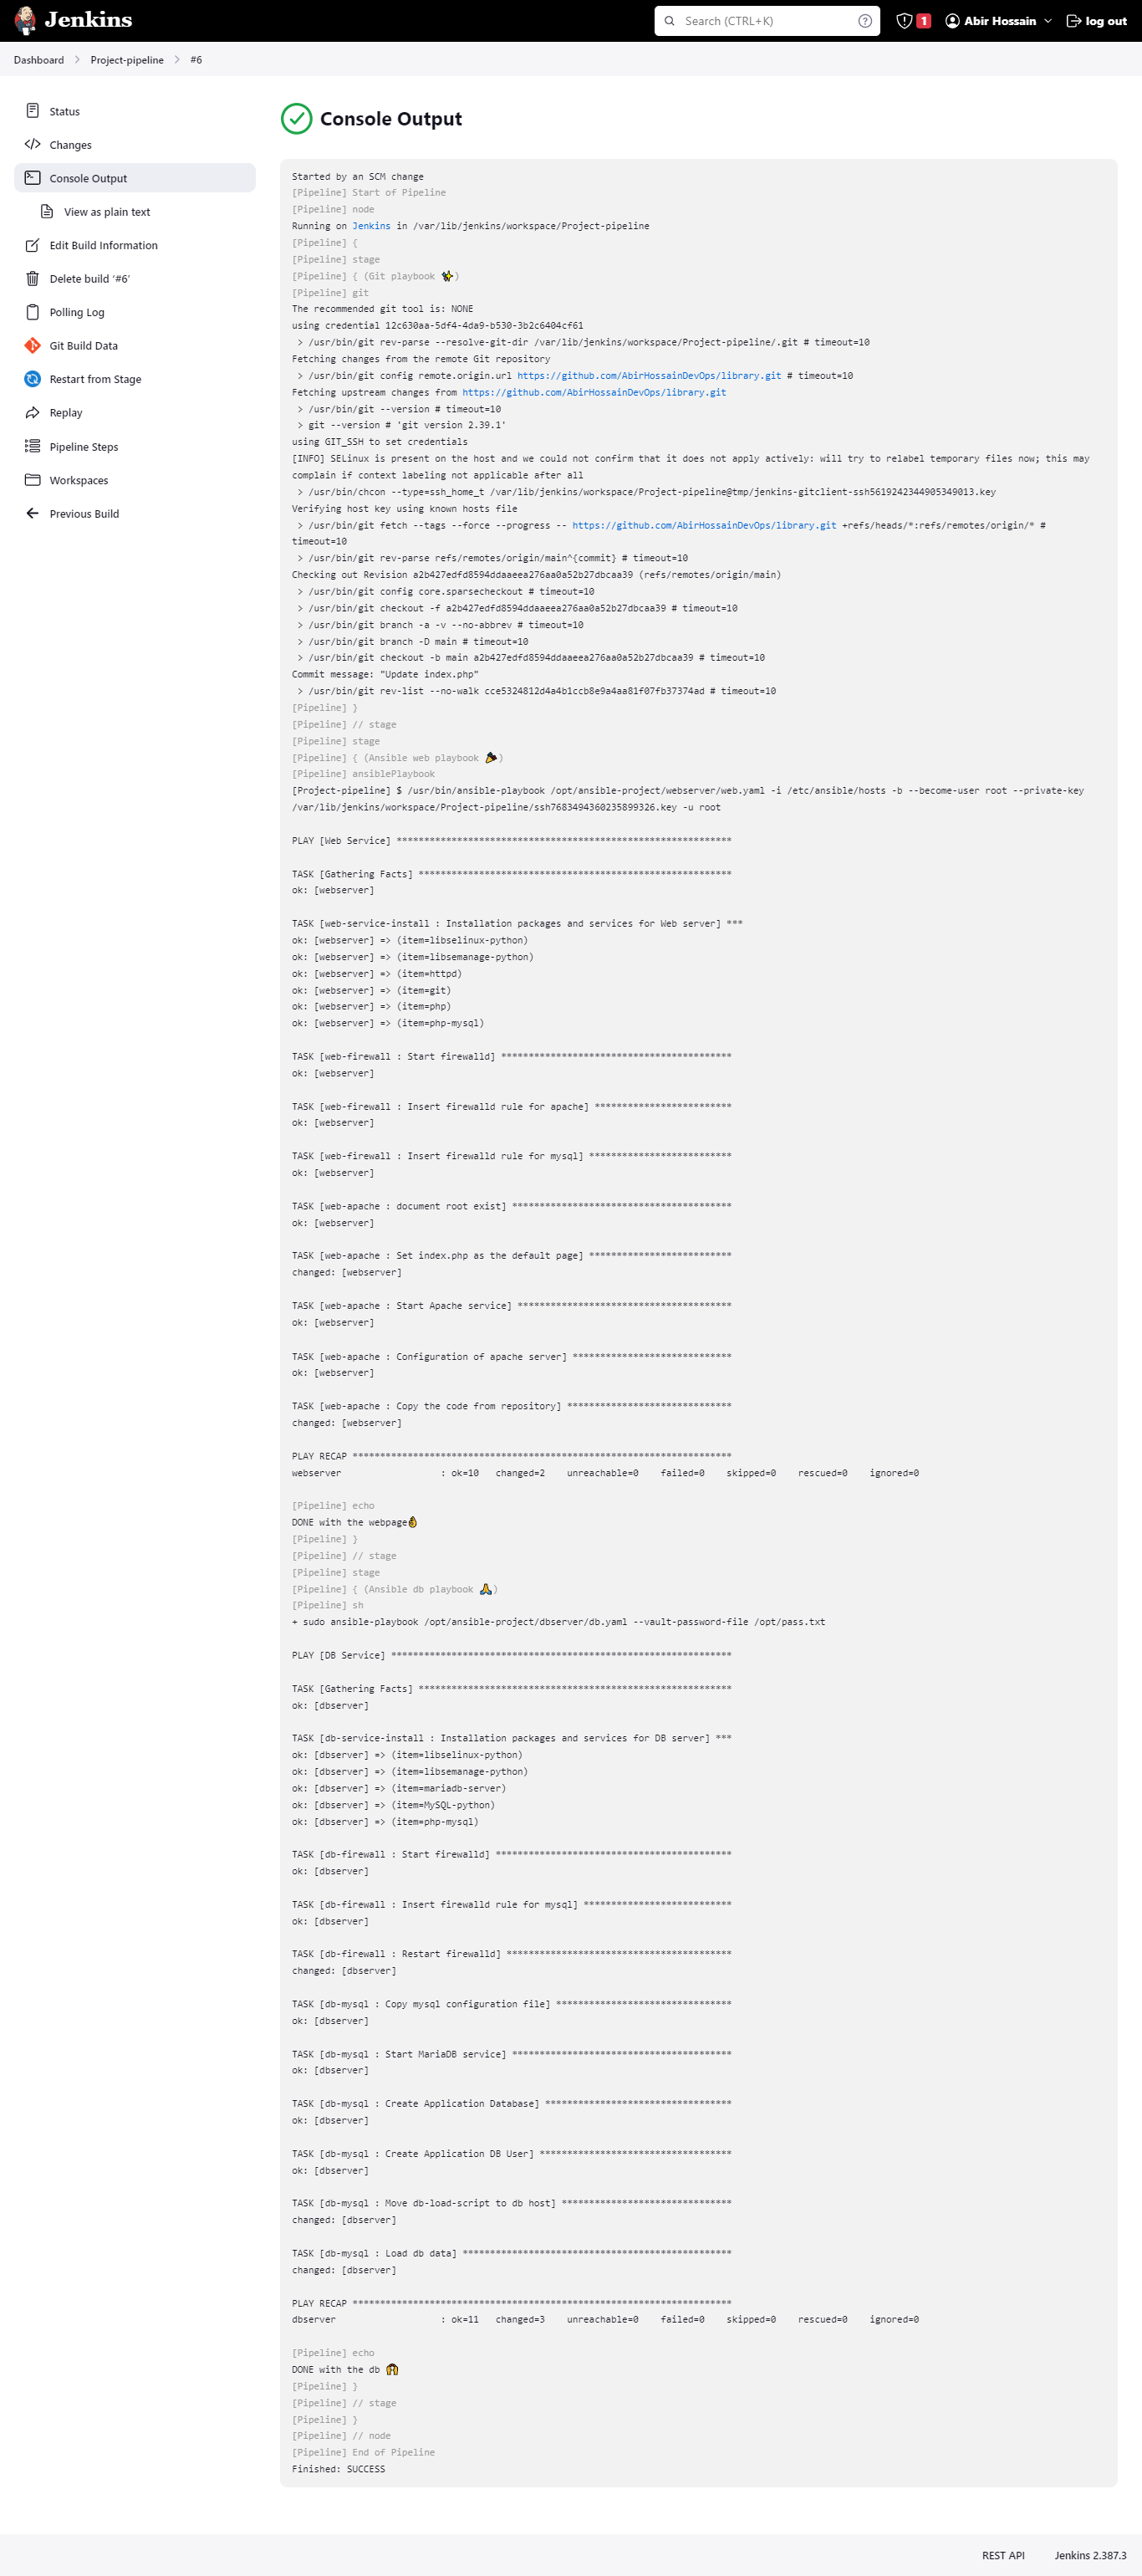 Jenkins
Search (CTRL+K)
1
Abir Hossain
log out
Dashboard
Project-pipeline
#6
Status
Changes
Console Output
View as plain text
Edit Build Information
Delete build ‘#6’
Polling Log
Git Build Data
Restart from Stage
Replay
Pipeline Steps
Workspaces
Previous Build
Console Output
Started by an SCM change
[Pipeline] Start of Pipeline
[Pipeline] node
Running on Jenkins in /var/lib/jenkins/workspace/Project-pipeline
[Pipeline] {
[Pipeline] stage
[Pipeline] { (Git playbook ✨)
[Pipeline] git
The recommended git tool is: NONE
using credential 12c630aa-5df4-4da9-b530-3b2c6404cf61
 > /usr/bin/git rev-parse --resolve-git-dir /var/lib/jenkins/workspace/Project-pipeline/.git # timeout=10
Fetching changes from the remote Git repository
 > /usr/bin/git config remote.origin.url https://github.com/AbirHossainDevOps/library.git # timeout=10
Fetching upstream changes from https://github.com/AbirHossainDevOps/library.git
 > /usr/bin/git --version # timeout=10
 > git --version # 'git version 2.39.1'
using GIT_SSH to set credentials
[INFO] SELinux is present on the host and we could not confirm that it does not apply actively: will try to relabel temporary files now; this may
complain if context labeling not applicable after all
 > /usr/bin/chcon --type=ssh_home_t /var/lib/jenkins/workspace/Project-pipeline@tmp/jenkins-gitclient-ssh5619242344905349013.key
Verifying host key using known hosts file
 > /usr/bin/git fetch --tags --force --progress -- https://github.com/AbirHossainDevOps/library.git +refs/heads/*:refs/remotes/origin/* #
timeout=10
 > /usr/bin/git rev-parse refs/remotes/origin/main^{commit} # timeout=10
Checking out Revision a2b427edfd8594ddaaeea276aa0a52b27dbcaa39 (refs/remotes/origin/main)
 > /usr/bin/git config core.sparsecheckout # timeout=10
 > /usr/bin/git checkout -f a2b427edfd8594ddaaeea276aa0a52b27dbcaa39 # timeout=10
 > /usr/bin/git branch -a -v --no-abbrev # timeout=10
 > /usr/bin/git branch -D main # timeout=10
 > /usr/bin/git checkout -b main a2b427edfd8594ddaaeea276aa0a52b27dbcaa39 # timeout=10
Commit message: "Update index.php"
 > /usr/bin/git rev-list --no-walk cce5324812d4a4b1ccb8e9a4aa81f07fb37374ad # timeout=10
[Pipeline] }
[Pipeline] // stage
[Pipeline] stage
[Pipeline] { (Ansible web playbook 🎉)
[Pipeline] ansiblePlaybook
[Project-pipeline] $ /usr/bin/ansible-playbook /opt/ansible-project/webserver/web.yaml -i /etc/ansible/hosts -b --become-user root --private-key
/var/lib/jenkins/workspace/Project-pipeline/ssh7683494360235899326.key -u root
PLAY [Web Service] *************************************************************
TASK [Gathering Facts] *********************************************************
ok: [webserver]
TASK [web-service-install : Installation packages and services for Web server] ***
ok: [webserver] => (item=libselinux-python)
ok: [webserver] => (item=libsemanage-python)
ok: [webserver] => (item=httpd)
ok: [webserver] => (item=git)
ok: [webserver] => (item=php)
ok: [webserver] => (item=php-mysql)
TASK [web-firewall : Start firewalld] ******************************************
ok: [webserver]
TASK [web-firewall : Insert firewalld rule for apache] *************************
ok: [webserver]
TASK [web-firewall : Insert firewalld rule for mysql] **************************
ok: [webserver]
TASK [web-apache : document root exist] ****************************************
ok: [webserver]
TASK [web-apache : Set index.php as the default page] **************************
changed: [webserver]
TASK [web-apache : Start Apache service] ***************************************
ok: [webserver]
TASK [web-apache : Configuration of apache server] *****************************
ok: [webserver]
TASK [web-apache : Copy the code from repository] ******************************
changed: [webserver]
PLAY RECAP *********************************************************************
webserver                  : ok=10   changed=2    unreachable=0    failed=0    skipped=0    rescued=0    ignored=0
[Pipeline] echo
DONE with the webpage
[Pipeline] }
[Pipeline] // stage
[Pipeline] stage
[Pipeline] { (Ansible db playbook 🙏)
[Pipeline] sh
+ sudo ansible-playbook /opt/ansible-project/dbserver/db.yaml --vault-password-file /opt/pass.txt
PLAY [DB Service] **************************************************************
TASK [Gathering Facts] *********************************************************
ok: [dbserver]
TASK [db-service-install : Installation packages and services for DB server] ***
ok: [dbserver] => (item=libselinux-python)
ok: [dbserver] => (item=libsemanage-python)
ok: [dbserver] => (item=mariadb-server)
ok: [dbserver] => (item=MySQL-python)
ok: [dbserver] => (item=php-mysql)
TASK [db-firewall : Start firewalld] *******************************************
ok: [dbserver]
TASK [db-firewall : Insert firewalld rule for mysql] ***************************
ok: [dbserver]
TASK [db-firewall : Restart firewalld] *****************************************
changed: [dbserver]
TASK [db-mysql : Copy mysql configuration file] ********************************
ok: [dbserver]
TASK [db-mysql : Start MariaDB service] ****************************************
ok: [dbserver]
TASK [db-mysql : Create Application Database] **********************************
ok: [dbserver]
TASK [db-mysql : Create Application DB User] ***********************************
ok: [dbserver]
TASK [db-mysql : Move db-load-script to db host] *******************************
changed: [dbserver]
TASK [db-mysql : Load db data] *************************************************
changed: [dbserver]
PLAY RECAP *********************************************************************
dbserver                   : ok=11   changed=3    unreachable=0    failed=0    skipped=0    rescued=0    ignored=0
[Pipeline] echo
DONE with the db 🙌
[Pipeline] }
[Pipeline] // stage
[Pipeline] }
[Pipeline] // node
[Pipeline] End of Pipeline
Finished: SUCCESS
REST API
Jenkins 2.387.3